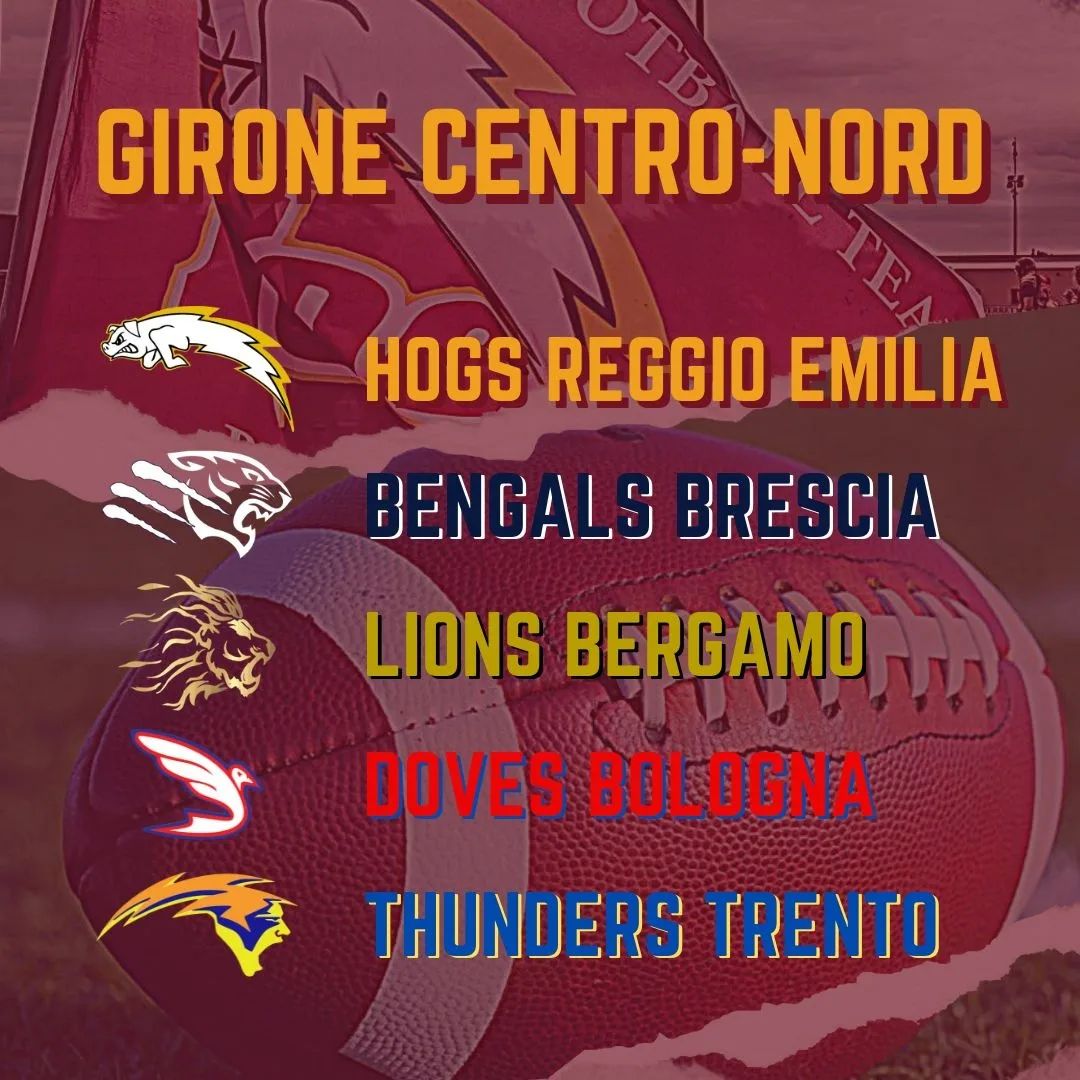 GIRONE CENTRO-NORD
HOGS REGGIO EMILIA
BENGALS BRESCIA
LIONS BERGAMO
DOVES BOLOGNA
THUNDERS TRENTO